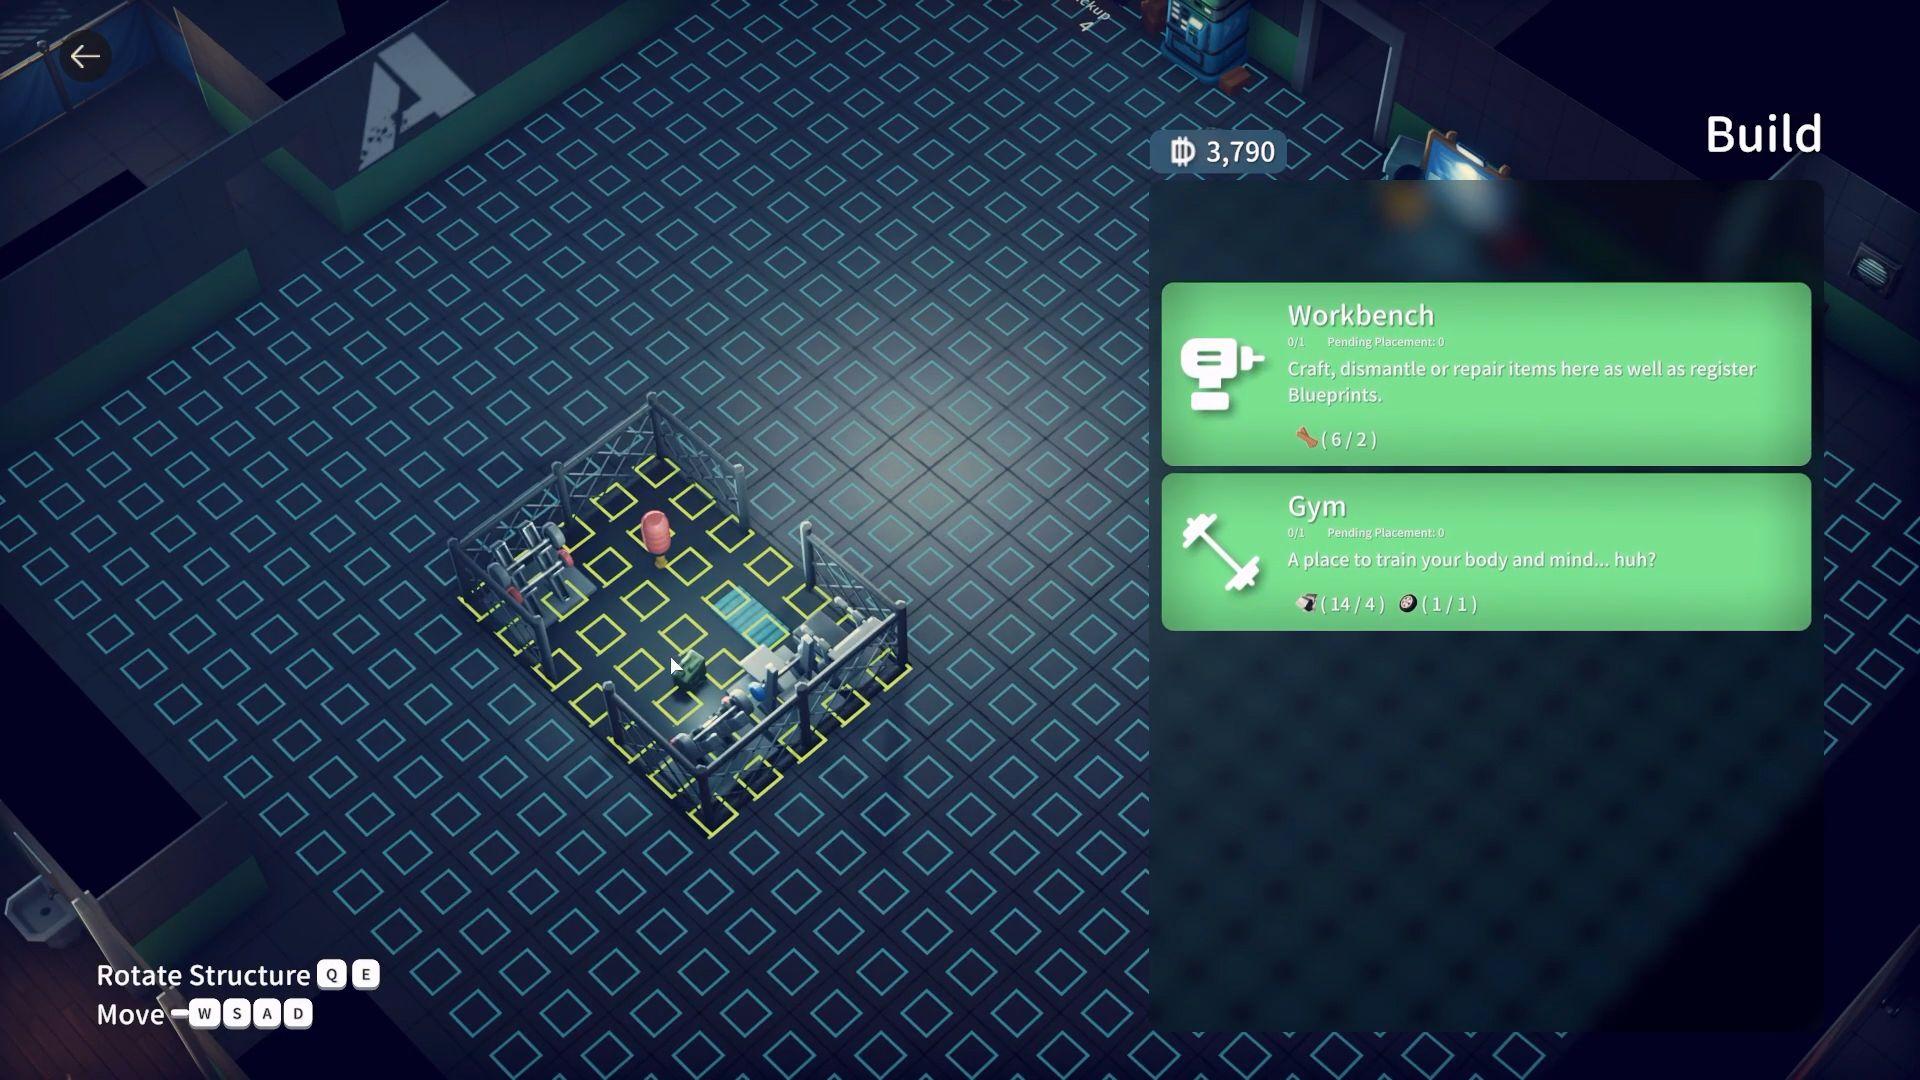 Build
3,790
Workbench
0/1 Pending Placement: 0
Craft, dismantle or repair items here as well as register
Blueprints.
( 6 / 2 )
Gym
0/1 Pending Placement: 0
A place to train your body and mind... huh?
( 14 / 4 ) ( 1 / 1 )
Rotate Structure Q E
Move W S A D
A
4